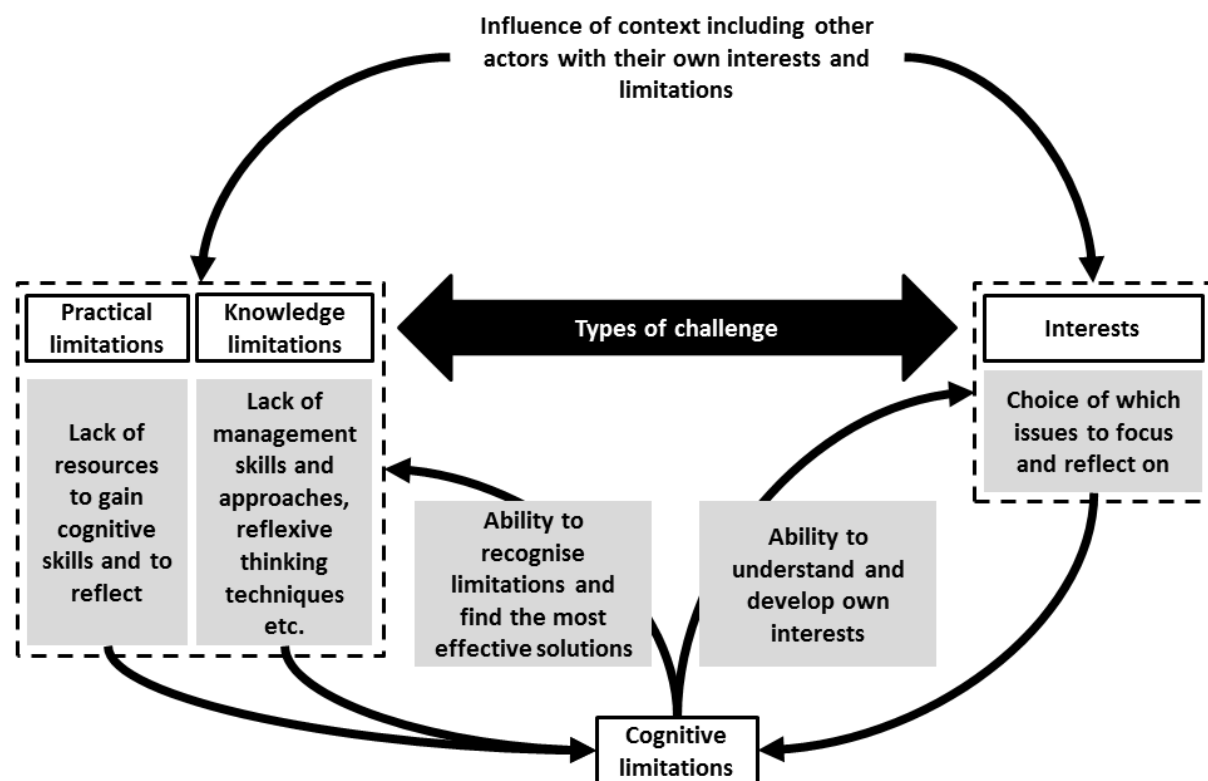 Influence of context including other
actors with their own interests and
limitations
Practical
limitations
Knowledge
limitations
Types of challenge
Interests
Lack of
resources
to gain
cognitive
skills and to
reflect
Lack of
management
skills and
approaches,
reflexive
thinking
techniques
etc.
Choice of which
issues to focus
and reflect on
Ability to
recognise
limitations and
find the most
effective solutions
Ability to
understand and
develop own
interests
Cognitive
limitations